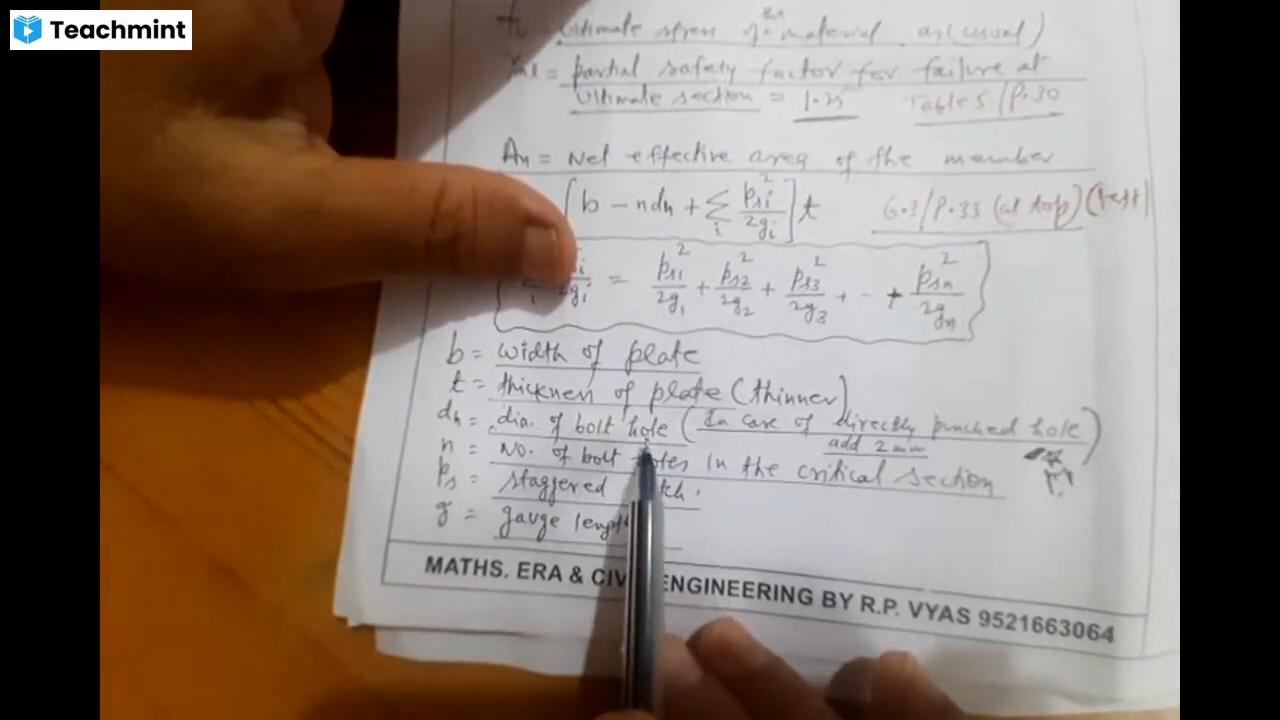 Teachmint
Ultimate stress of material as (usual)
γm1 = partial safety factor for failure at
Ultimate section = 1.25 Table 5/P.30
An = Net effective area of the member
[b - ndh + Σi psi²/2gi] t 6.3/P.33 (at top) (
i 2gi = ps1²/2g1 + ps2²/2g2 + ps3²/2g3 + - + psn²/2gn
b = width of plate
t = thickness of plate (thinner)
dh = dia. of bolt hole (In case of directly punched hole)
add 2 mm
n = No. of bolt holes in the critical section
ps = staggered pitch.
g = gauge length
MATHS. ERA & CIV ENGINEERING BY R.P. VYAS 9521663064